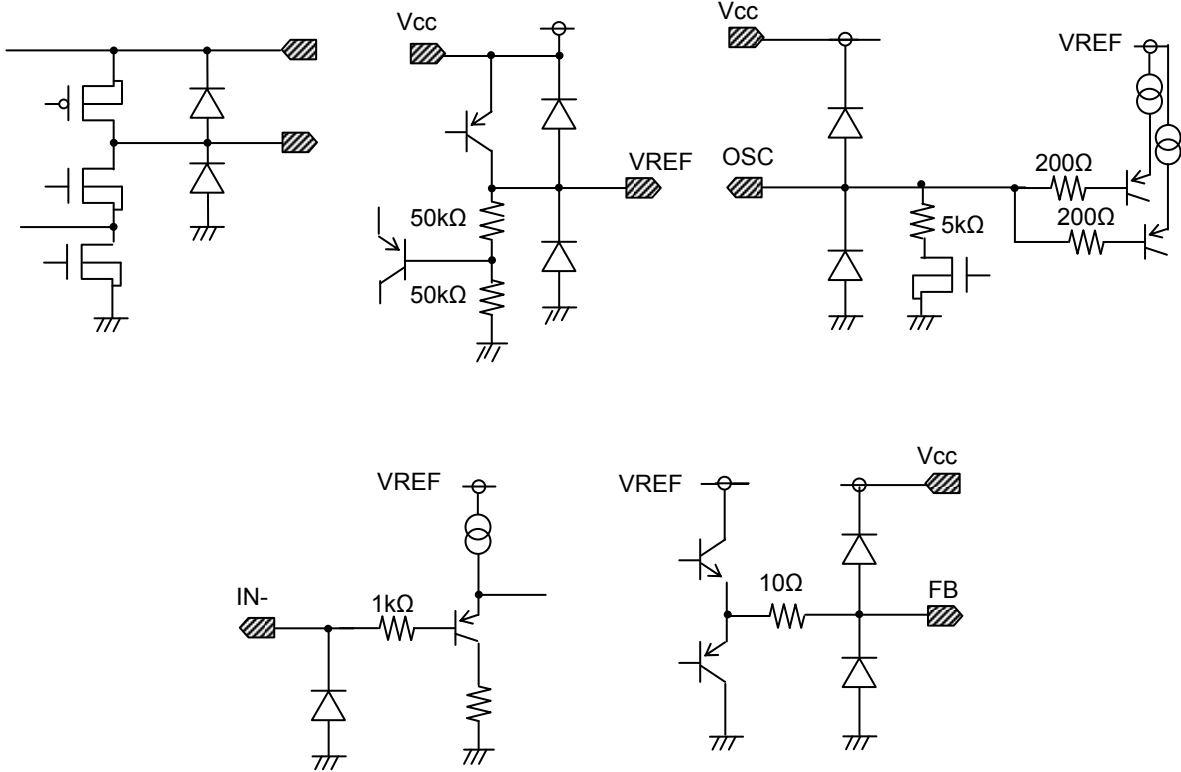 Vcc
VREF
50kΩ
50kΩ
Vcc
VREF
OSC
200Ω
200Ω
5kΩ
VREF
IN-
1kΩ
VREF
Vcc
10Ω
FB